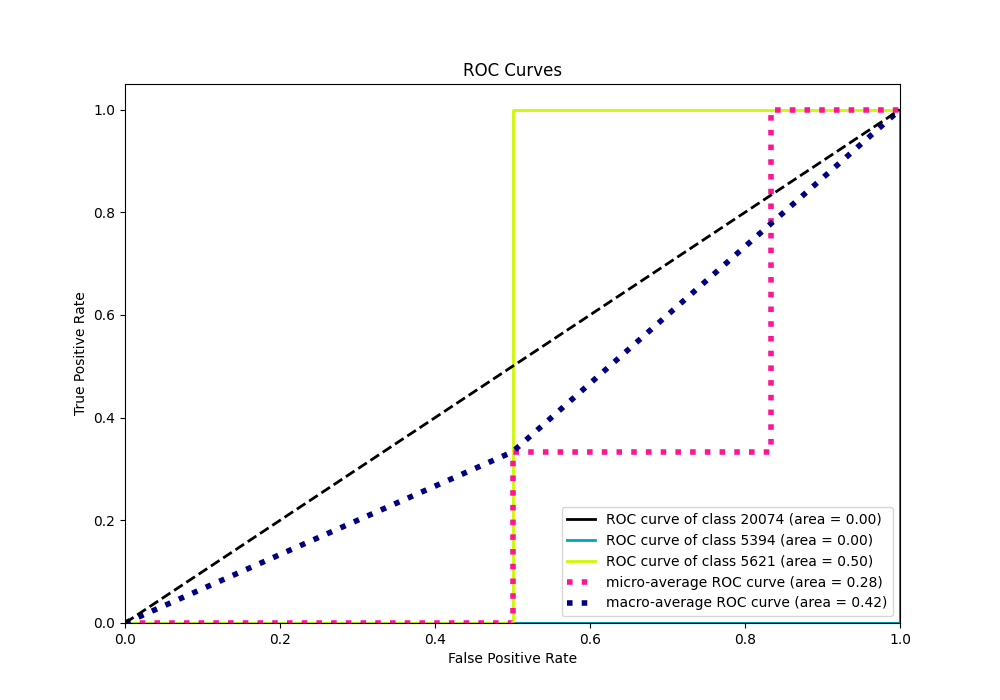 ROC Curves
True Positive Rate
1.0
0.8
0.6
0.4
0.2
0.0
0.0 0.2 0.4 0.6 0.8 1.0
False Positive Rate
ROC curve of class 20074 (area = 0.00)
ROC curve of class 5394 (area = 0.00)
ROC curve of class 5621 (area = 0.50)
micro-average ROC curve (area = 0.28)
macro-average ROC curve (area = 0.42)